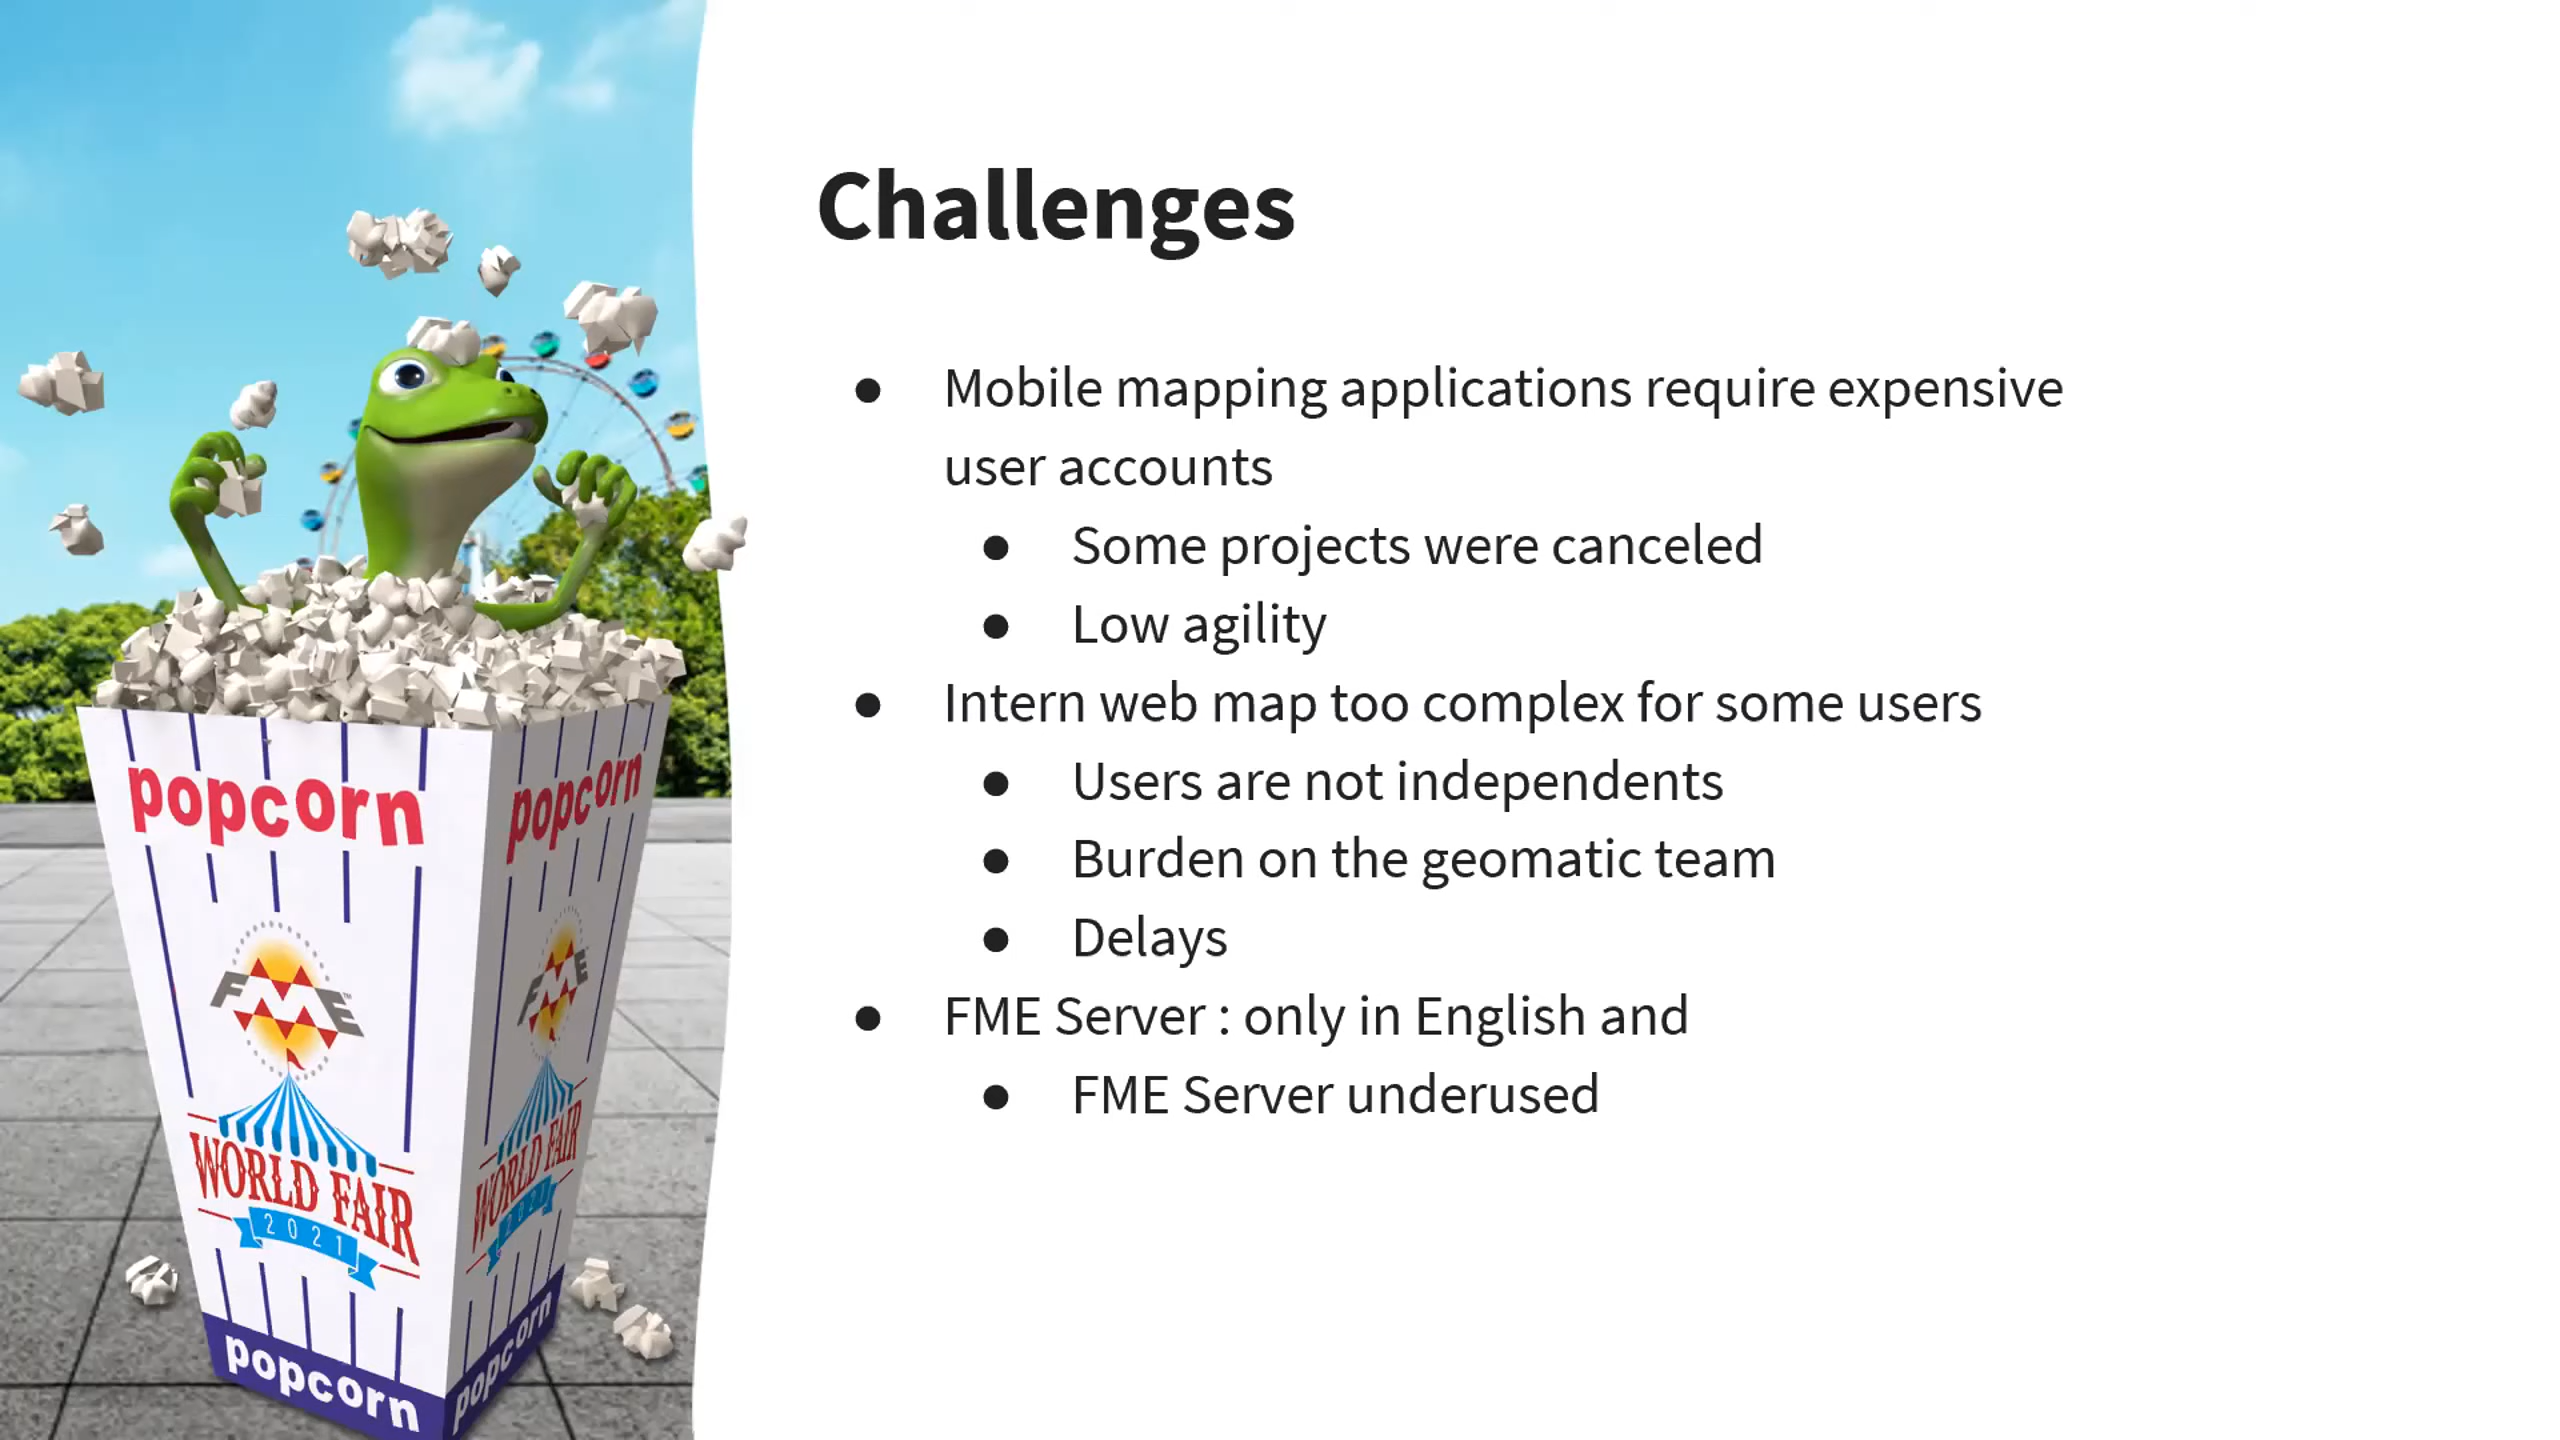 Challenges
● Mobile mapping applications require expensive
user accounts
● Some projects were canceled
● Low agility
● Intern web map too complex for some users
● Users are not independents
● Burden on the geomatic team
● Delays
● FME Server : only in English and
● FME Server underused
popcorn
popcorn
FME™
FME
WORLD FAIR
2021
WORLD FAIR
2021
popcorn
popcorn